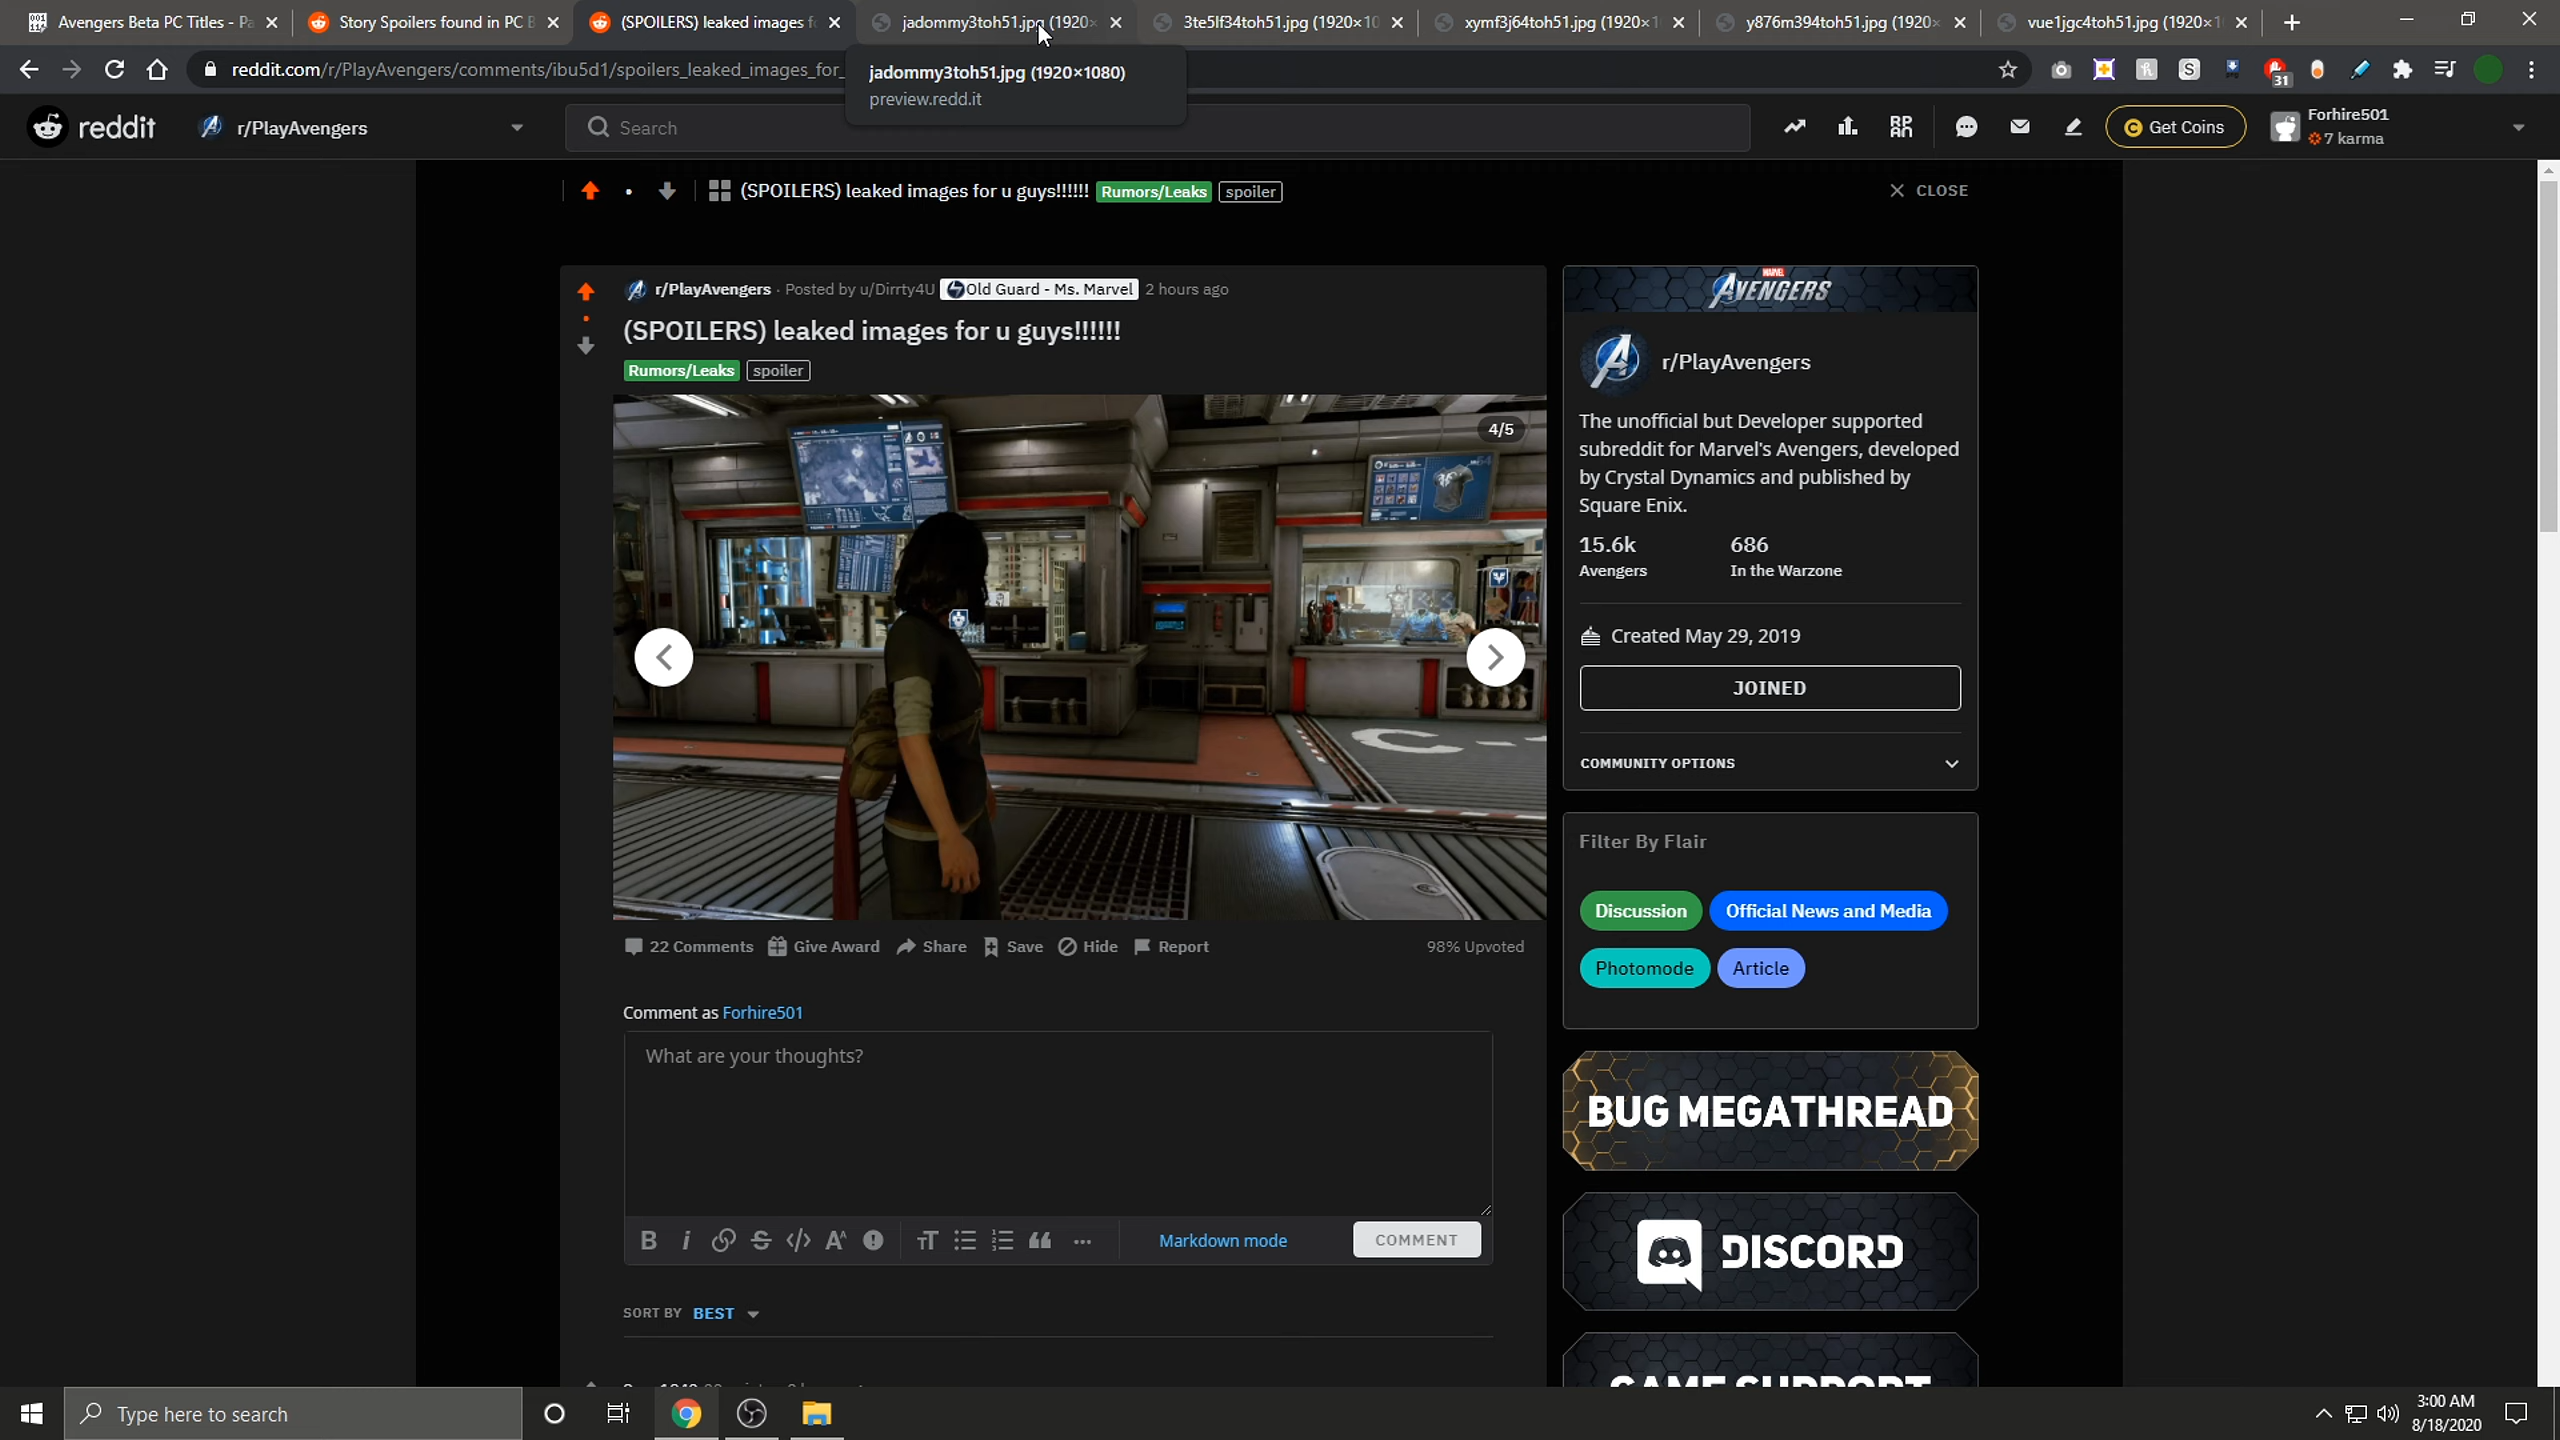 Avengers Beta PC Titles - Pa
Story Spoilers found in PC B
(SPOILERS) leaked images f
jadommy3toh51.jpg (1920×
3te5lf34toh51.jpg (1920×10
xymf3j64toh51.jpg (1920×1
y876m394toh51.jpg (1920×
vue1jgc4toh51.jpg (1920×1
reddit.com/r/PlayAvengers/comments/ibu5d1/spoilers_leaked_images_for_
31
jadommy3toh51.jpg (1920×1080)
preview.redd.it
reddit
r/PlayAvengers
Search
Get Coins
Forhire501
7 karma
(SPOILERS) leaked images for u guys!!!!!! Rumors/Leaks spoiler
CLOSE
r/PlayAvengers · Posted by u/Dirrty4U Old Guard - Ms. Marvel 2 hours ago
(SPOILERS) leaked images for u guys!!!!!!
Rumors/Leaks spoiler
4/5
22 Comments Give Award Share Save Hide Report
98% Upvoted
Comment as Forhire501
What are your thoughts?
Markdown mode
COMMENT
SORT BY BEST
MARVEL
AVENGERS
r/PlayAvengers
The unofficial but Developer supported
subreddit for Marvel's Avengers, developed
by Crystal Dynamics and published by
Square Enix.
15.6k 686
Avengers In the Warzone
Created May 29, 2019
JOINED
COMMUNITY OPTIONS
Filter By Flair
Discussion Official News and Media
Photomode Article
BUG MEGATHREAD
DISCORD
GAME SUPPORT
Type here to search
3:00 AM
8/18/2020